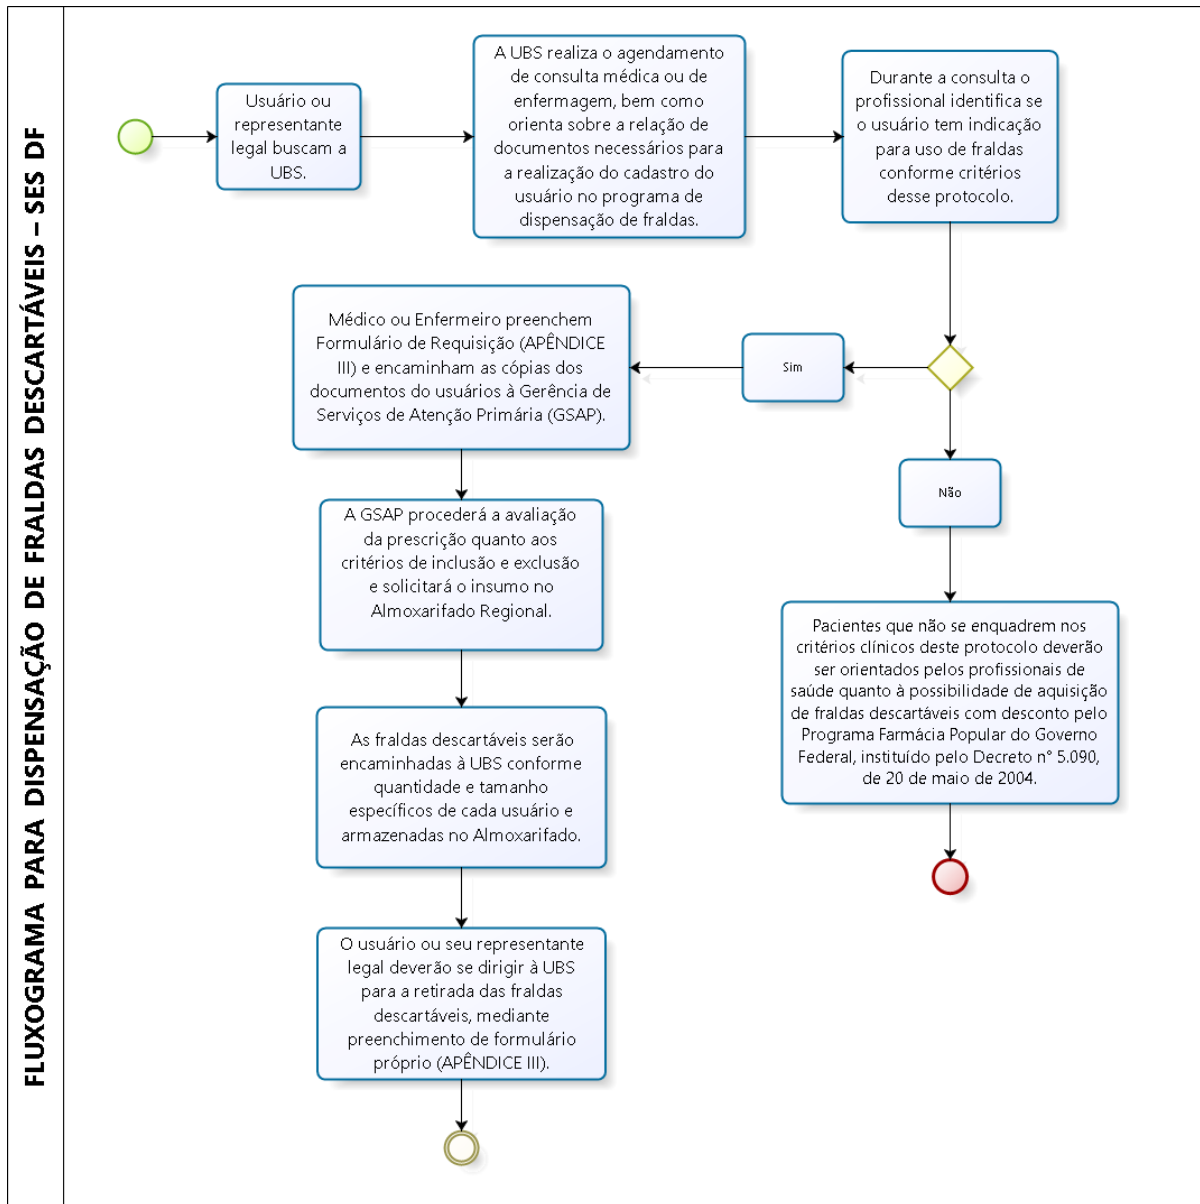 FLUXOGRAMA PARA DISPENSAÇÃO DE FRALDAS DESCARTÁVEIS – SES DF
Usuário ou
representante
legal buscam a
UBS.
A UBS realiza o agendamento
de consulta médica ou de
enfermagem, bem como
orienta sobre a relação de
documentos necessários para
a realização do cadastro do
usuário no programa de
dispensação de fraldas.
Durante a consulta o
profissional identifica se
o usuário tem indicação
para uso de fraldas
conforme critérios
desse protocolo.
Sim
Médico ou Enfermeiro preenchem
Formulário de Requisição (APÊNDICE
III) e encaminham as cópias dos
documentos do usuários à Gerência de
Serviços de Atenção Primária (GSAP).
A GSAP procederá a avaliação
da prescrição quanto aos
critérios de inclusão e exclusão
e solicitará o insumo no
Almoxarifado Regional.
As fraldas descartáveis serão
encaminhadas à UBS conforme
quantidade e tamanho
específicos de cada usuário e
armazenadas no Almoxarifado.
O usuário ou seu representante
legal deverão se dirigir à UBS
para a retirada das fraldas
descartáveis, mediante
preenchimento de formulário
próprio (APÊNDICE III).
Não
Pacientes que não se enquadrem nos
critérios clínicos deste protocolo deverão
ser orientados pelos profissionais de
saúde quanto à possibilidade de aquisição
de fraldas descartáveis com desconto pelo
Programa Farmácia Popular do Governo
Federal, instituído pelo Decreto n° 5.090,
de 20 de maio de 2004.